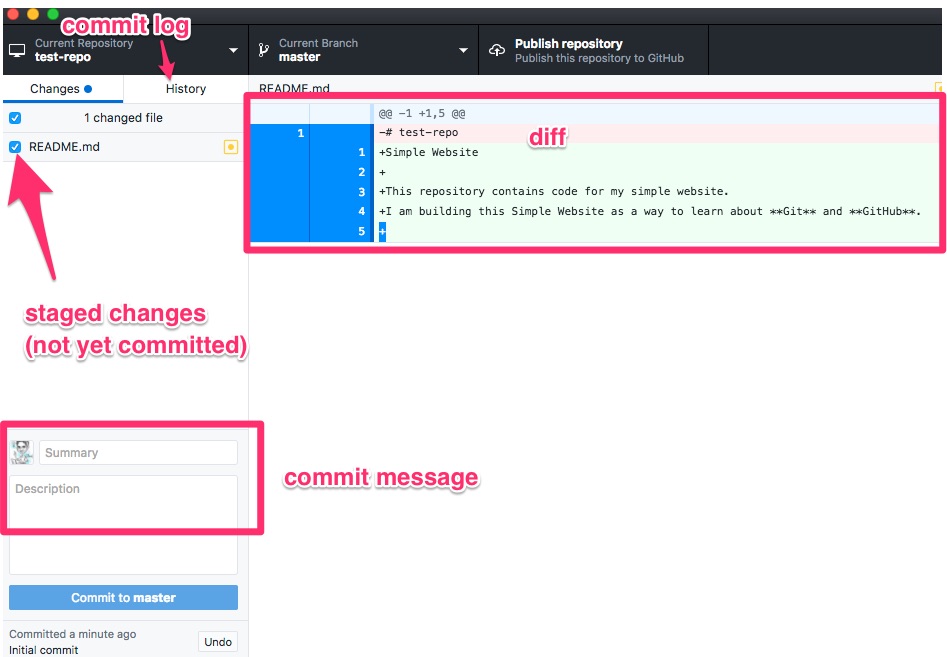 commit log
Current Repository
test-repo
Current Branch
master
Publish repository
Publish this repository to GitHub
Changes
History
README.md
1 changed file
README.md
@@ -1 +1,5 @@
1 -# test-repo
diff
1 +Simple Website
2 +
3 +This repository contains code for my simple website.
4 +I am building this Simple Website as a way to learn about **Git** and **GitHub**.
5 +
staged changes
(not yet committed)
Summary
Description
commit message
Commit to master
Committed a minute ago
Initial commit
Undo